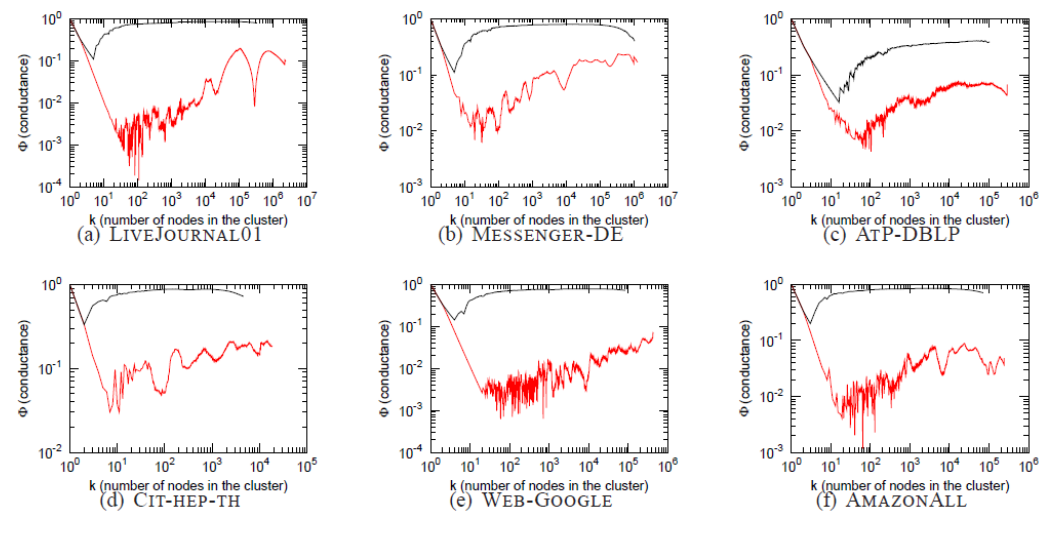 10^0
10^-1
10^-2
10^-3
10^-4
Φ (conductance)
10^0 10^1 10^2 10^3 10^4 10^5 10^6 10^7
k (number of nodes in the cluster)
(a) LIVEJOURNAL01
10^0
10^-1
10^-2
10^-3
Φ (conductance)
10^0 10^1 10^2 10^3 10^4 10^5 10^6 10^7
k (number of nodes in the cluster)
(b) MESSENGER-DE
10^0
10^-1
10^-2
10^-3
Φ (conductance)
10^0 10^1 10^2 10^3 10^4 10^5 10^6
k (number of nodes in the cluster)
(c) ATP-DBLP
10^0
10^-1
10^-2
Φ (conductance)
10^0 10^1 10^2 10^3 10^4 10^5
k (number of nodes in the cluster)
(d) CIT-HEP-TH
10^0
10^-1
10^-2
10^-3
10^-4
Φ (conductance)
10^0 10^1 10^2 10^3 10^4 10^5 10^6
k (number of nodes in the cluster)
(e) WEB-GOOGLE
10^0
10^-1
10^-2
10^-3
Φ (conductance)
10^0 10^1 10^2 10^3 10^4 10^5 10^6
k (number of nodes in the cluster)
(f) AMAZONALL